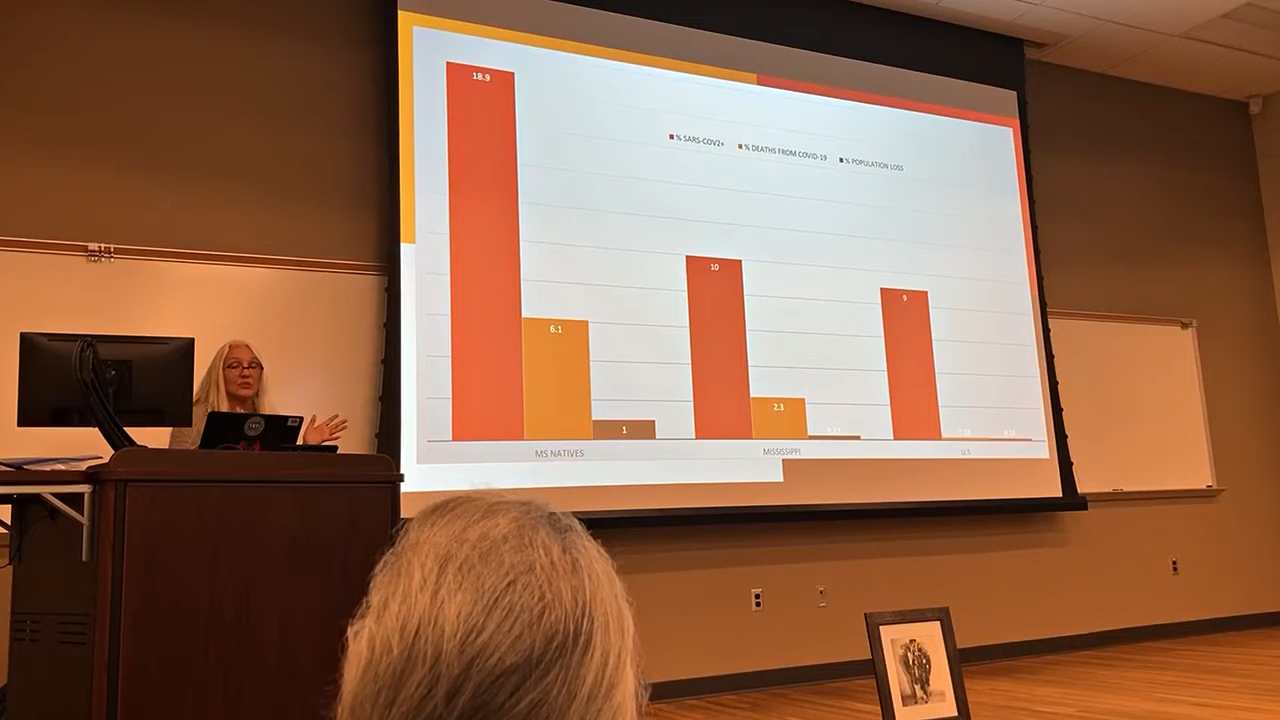 18.9
% SARS-COV2+ % DEATHS FROM COVID-19 % POPULATION LOSS
10
9
6.1
2.3
1
MS NATIVES MISSISSIPPI U.S
YETI